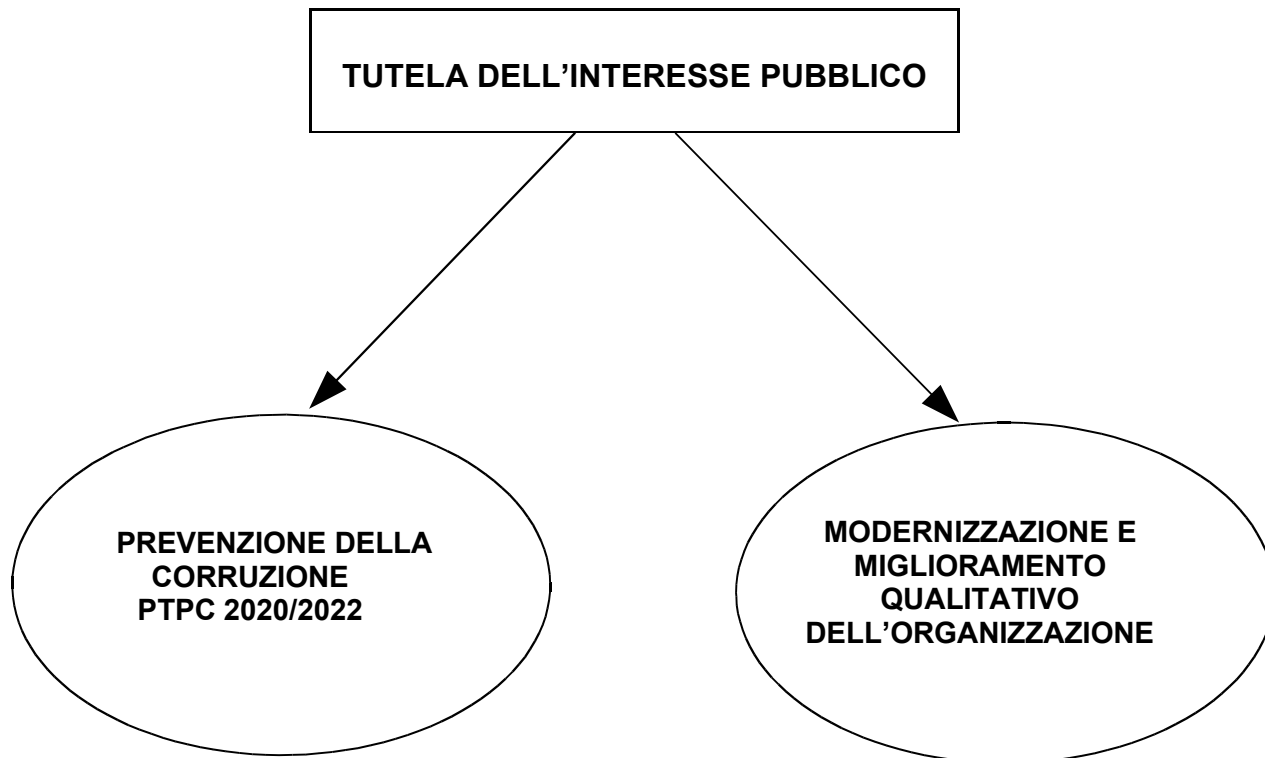 TUTELA DELL’INTERESSE PUBBLICO
PREVENZIONE DELLA
CORRUZIONE
PTPC 2020/2022
MODERNIZZAZIONE E
MIGLIORAMENTO
QUALITATIVO
DELL’ORGANIZZAZIONE